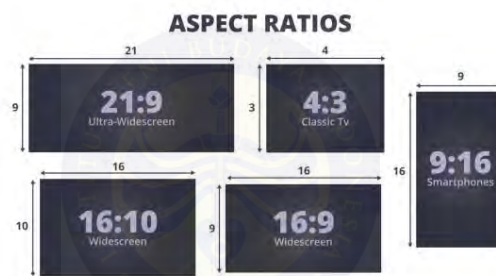 ASPECT RATIOS
21
9
21:9
Ultra-Widescreen
4
3
4:3
Classic Tv
9
16
9:16
Smartphones
16
10
16:10
Widescreen
16
9
16:9
Widescreen